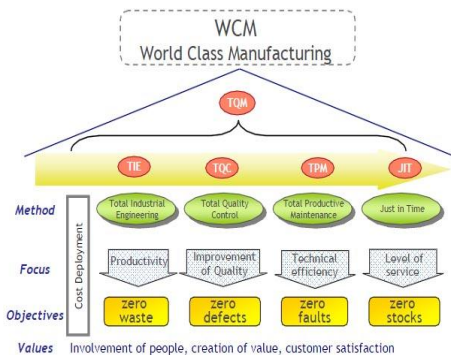 WCM
World Class Manufacturing
TQM
TIE TQC TPM JIT
Method
Total Industrial Engineering
Total Quality Control
Total Productive Maintenance
Just in Time
Cost Deployment
Focus
Productivity
Improvement of Quality
Technical efficiency
Level of service
Objectives
zero waste
zero defects
zero faults
zero stocks
Values Involvement of people, creation of value, customer satisfaction